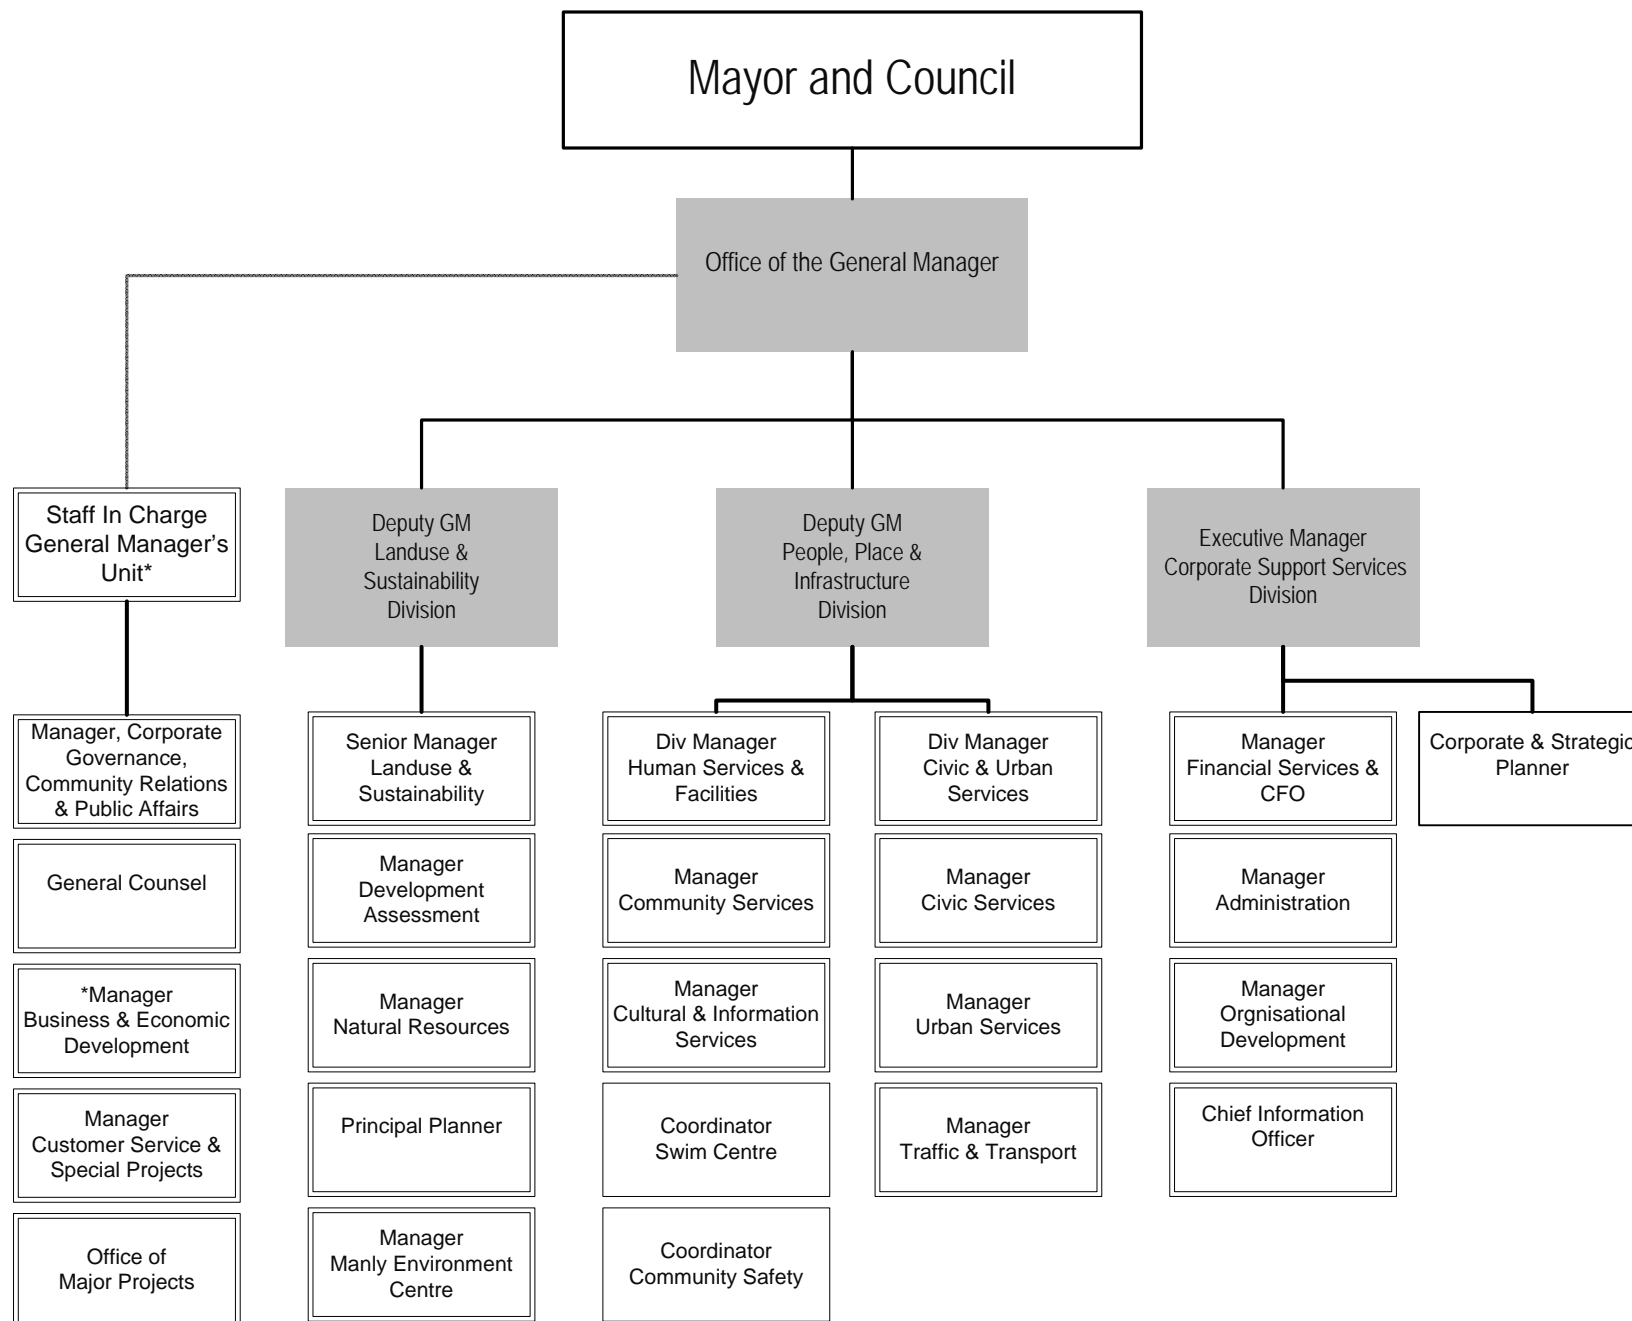 Mayor and Council
Office of the General Manager
Staff In Charge
General Manager’s
Unit*
Deputy GM
Landuse &
Sustainability
Division
Deputy GM
People, Place &
Infrastructure
Division
Executive Manager
Corporate Support Services
Division
Manager, Corporate
Governance,
Community Relations
& Public Affairs
Senior Manager
Landuse &
Sustainability
Div Manager
Human Services &
Facilities
Div Manager
Civic & Urban
Services
Manager
Financial Services &
CFO
Corporate & Strategic
Planner
General Counsel
Manager
Development
Assessment
Manager
Community Services
Manager
Civic Services
Manager
Administration
*Manager
Business & Economic
Development
Manager
Natural Resources
Manager
Cultural & Information
Services
Manager
Urban Services
Manager
Orgnisational
Development
Manager
Customer Service &
Special Projects
Principal Planner
Coordinator
Swim Centre
Manager
Traffic & Transport
Chief Information
Officer
Office of
Major Projects
Manager
Manly Environment
Centre
Coordinator
Community Safety